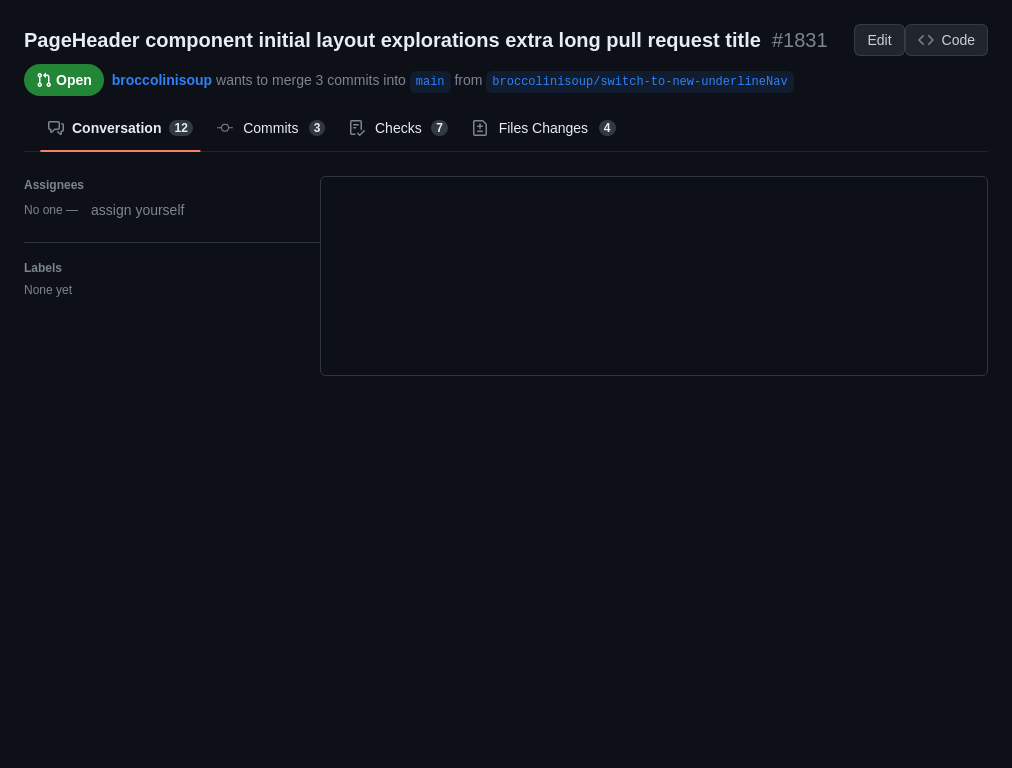 PageHeader component initial layout explorations extra long pull request title #1831
Edit
Code
Open
broccolinisoup wants to merge 3 commits into main from broccolinisoup/switch-to-new-underlineNav
Conversation 12
Commits 3
Checks 7
Files Changes 4
Assignees
No one — assign yourself
Labels
None yet